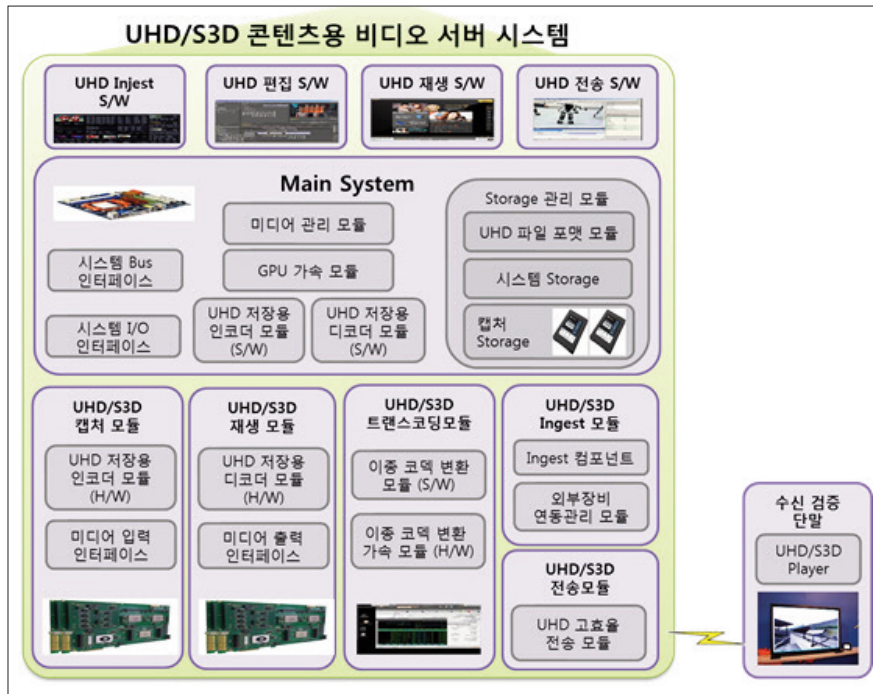 UHD/S3D 콘텐츠용 비디오 서버 시스템
UHD Injest
S/W
UHD 편집 S/W
UHD 재생 S/W
UHD 전송 S/W
Main System
미디어 관리 모듈
GPU 가속 모듈
시스템 Bus
인터페이스
시스템 I/O
인터페이스
UHD 저장용
인코더 모듈
(S/W)
UHD 저장용
디코더 모듈
(S/W)
Storage 관리 모듈
UHD 파일 포맷 모듈
시스템 Storage
캡처
Storage
UHD/S3D
캡처 모듈
UHD 저장용
인코더 모듈
(H/W)
미디어 입력
인터페이스
UHD/S3D
재생 모듈
UHD 저장용
디코더 모듈
(H/W)
미디어 출력
인터페이스
UHD/S3D
트랜스코딩모듈
이종 코덱 변환
모듈 (S/W)
이종 코덱 변환
가속 모듈 (H/W)
UHD/S3D
Ingest 모듈
Ingest 컴포넌트
외부장비
연동관리 모듈
UHD/S3D
전송모듈
UHD 고효율
전송 모듈
수신 검증
단말
UHD/S3D
Player